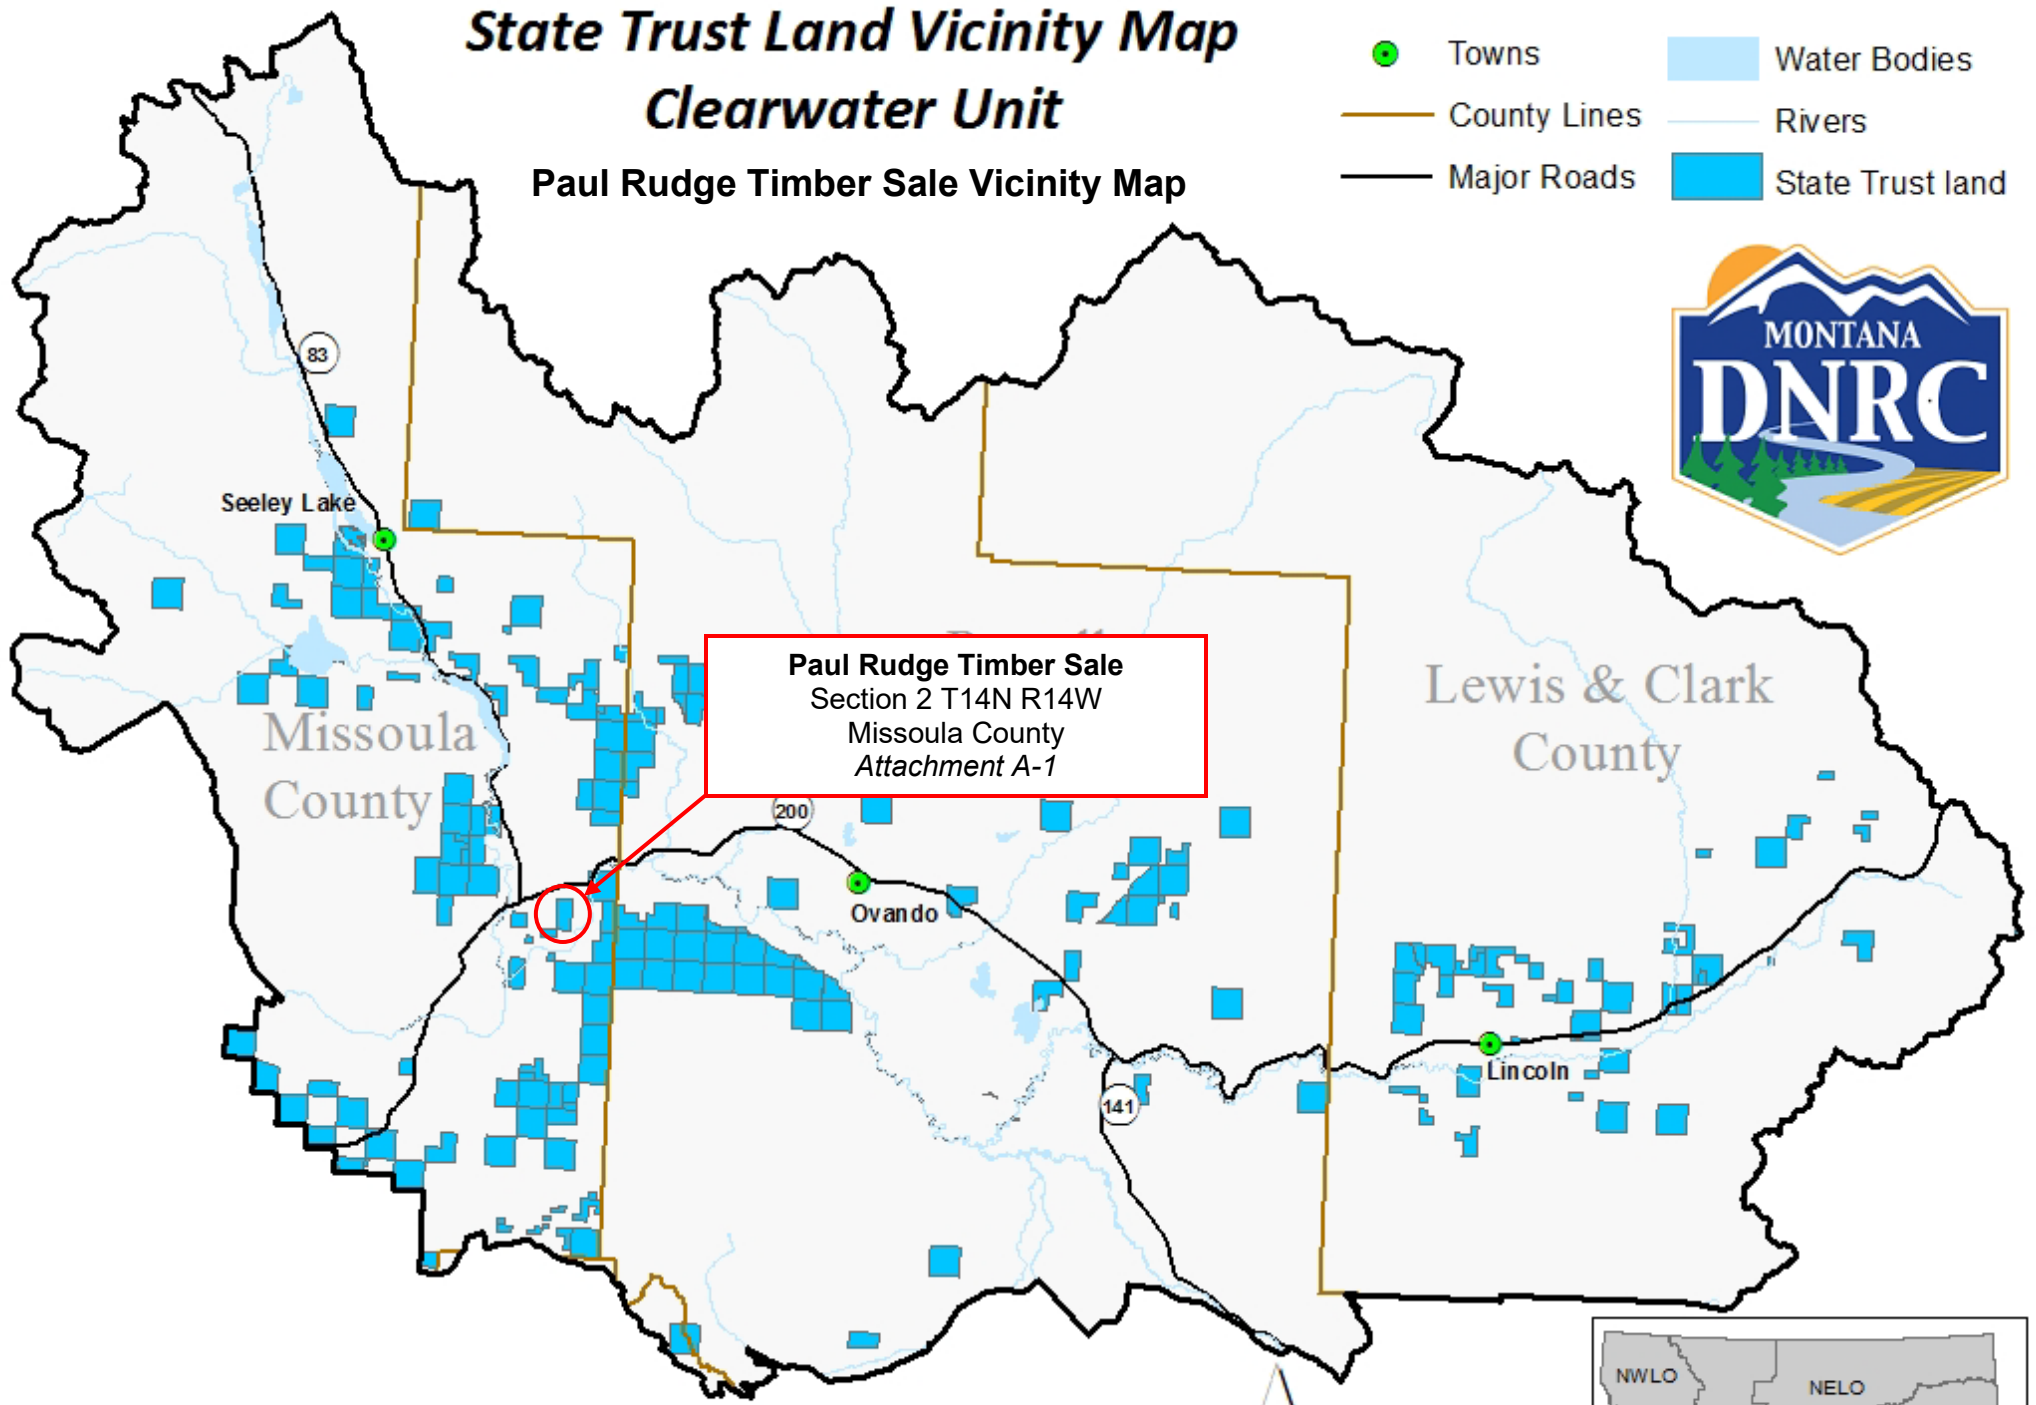 State Trust Land Vicinity Map
Clearwater Unit
Paul Rudge Timber Sale Vicinity Map
Towns
County Lines
Major Roads
Water Bodies
Rivers
State Trust land
MONTANA
DNRC
83
Seeley Lake
Paul Rudge Timber Sale
Section 2 T14N R14W
Missoula County
Attachment A-1
Missoula
County
Lewis & Clark
County
200
Ovando
Lincoln
141
NWLO
NELO